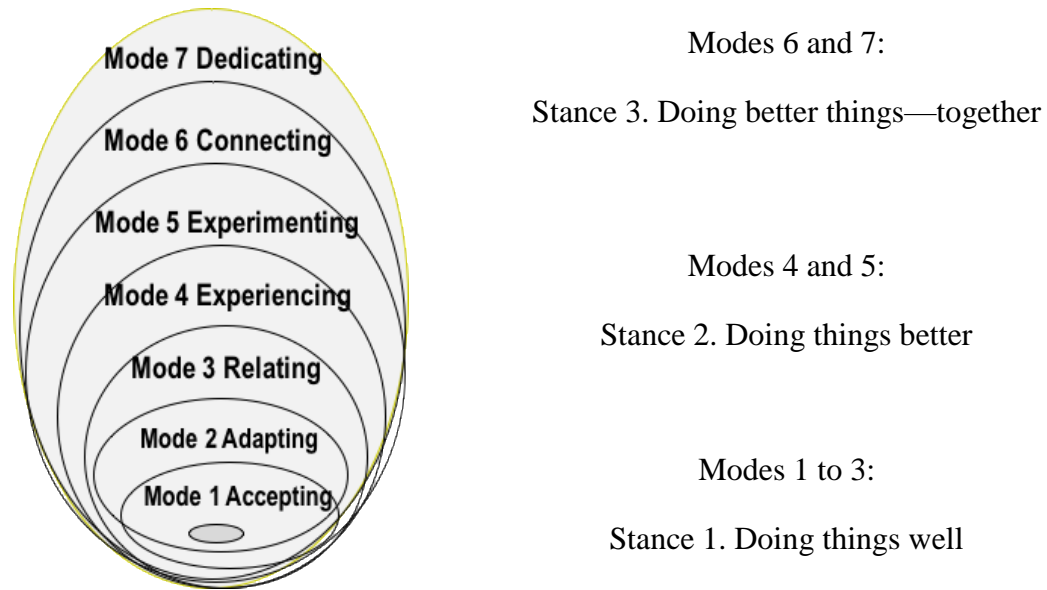 Mode 7 Dedicating
Mode 6 Connecting
Mode 5 Experimenting
Mode 4 Experiencing
Mode 3 Relating
Mode 2 Adapting
Mode 1 Accepting
Modes 6 and 7:
Stance 3. Doing better things—together
Modes 4 and 5:
Stance 2. Doing things better
Modes 1 to 3:
Stance 1. Doing things well